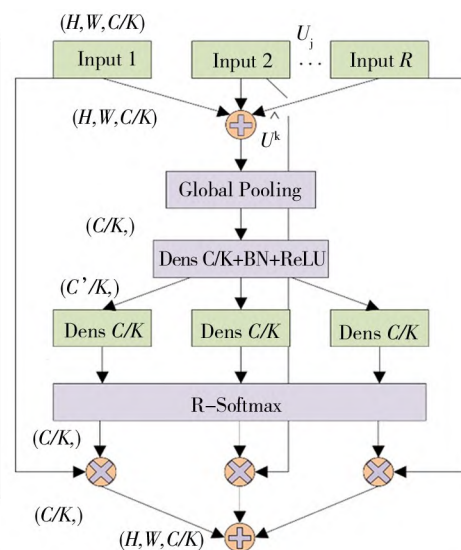 (H,W,C/K)
Input 1
Input 2
U_j
...
Input R
(H,W,C/K)
^
U^k
Global Pooling
(C/K,)
Dens C/K+BN+ReLU
(C'/K,)
Dens C/K
Dens C/K
Dens C/K
R-Softmax
(C/K,)
(C/K,)
(H,W,C/K)